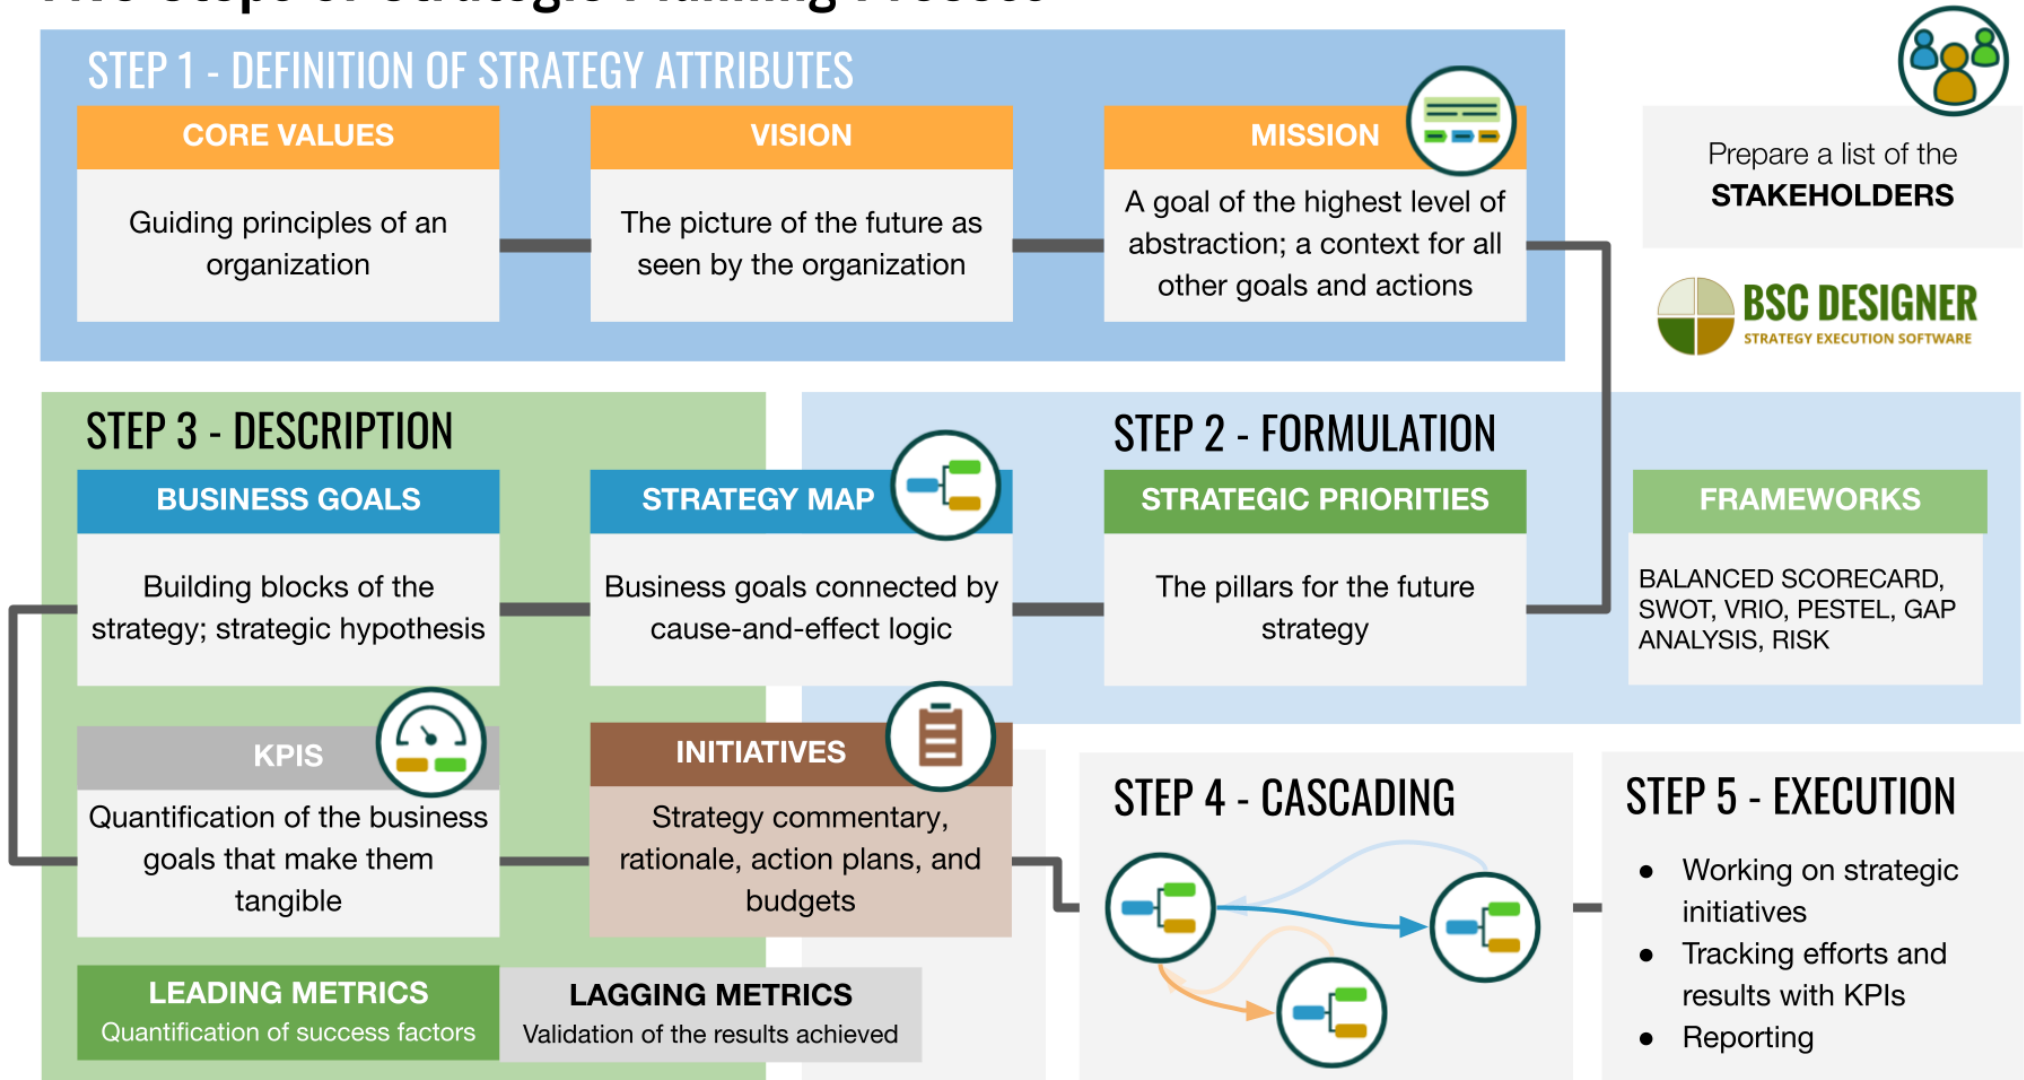 Five Steps of Strategic Planning Process
STEP 1 - DEFINITION OF STRATEGY ATTRIBUTES
CORE VALUES
Guiding principles of an
organization
VISION
The picture of the future as
seen by the organization
MISSION
A goal of the highest level of
abstraction; a context for all
other goals and actions
Prepare a list of the
STAKEHOLDERS
BSC DESIGNER
STRATEGY EXECUTION SOFTWARE
STEP 2 - FORMULATION
FRAMEWORKS
BALANCED SCORECARD,
SWOT, VRIO, PESTEL, GAP
ANALYSIS, RISK
STRATEGIC PRIORITIES
The pillars for the future
strategy
STRATEGY MAP
Business goals connected by
cause-and-effect logic
STEP 3 - DESCRIPTION
BUSINESS GOALS
Building blocks of the
strategy; strategic hypothesis
KPIS
Quantification of the business
goals that make them
tangible
INITIATIVES
Strategy commentary,
rationale, action plans, and
budgets
LEADING METRICS
Quantification of success factors
LAGGING METRICS
Validation of the results achieved
STEP 4 - CASCADING
STEP 5 - EXECUTION
● Working on strategic
initiatives
● Tracking efforts and
results with KPIs
● Reporting